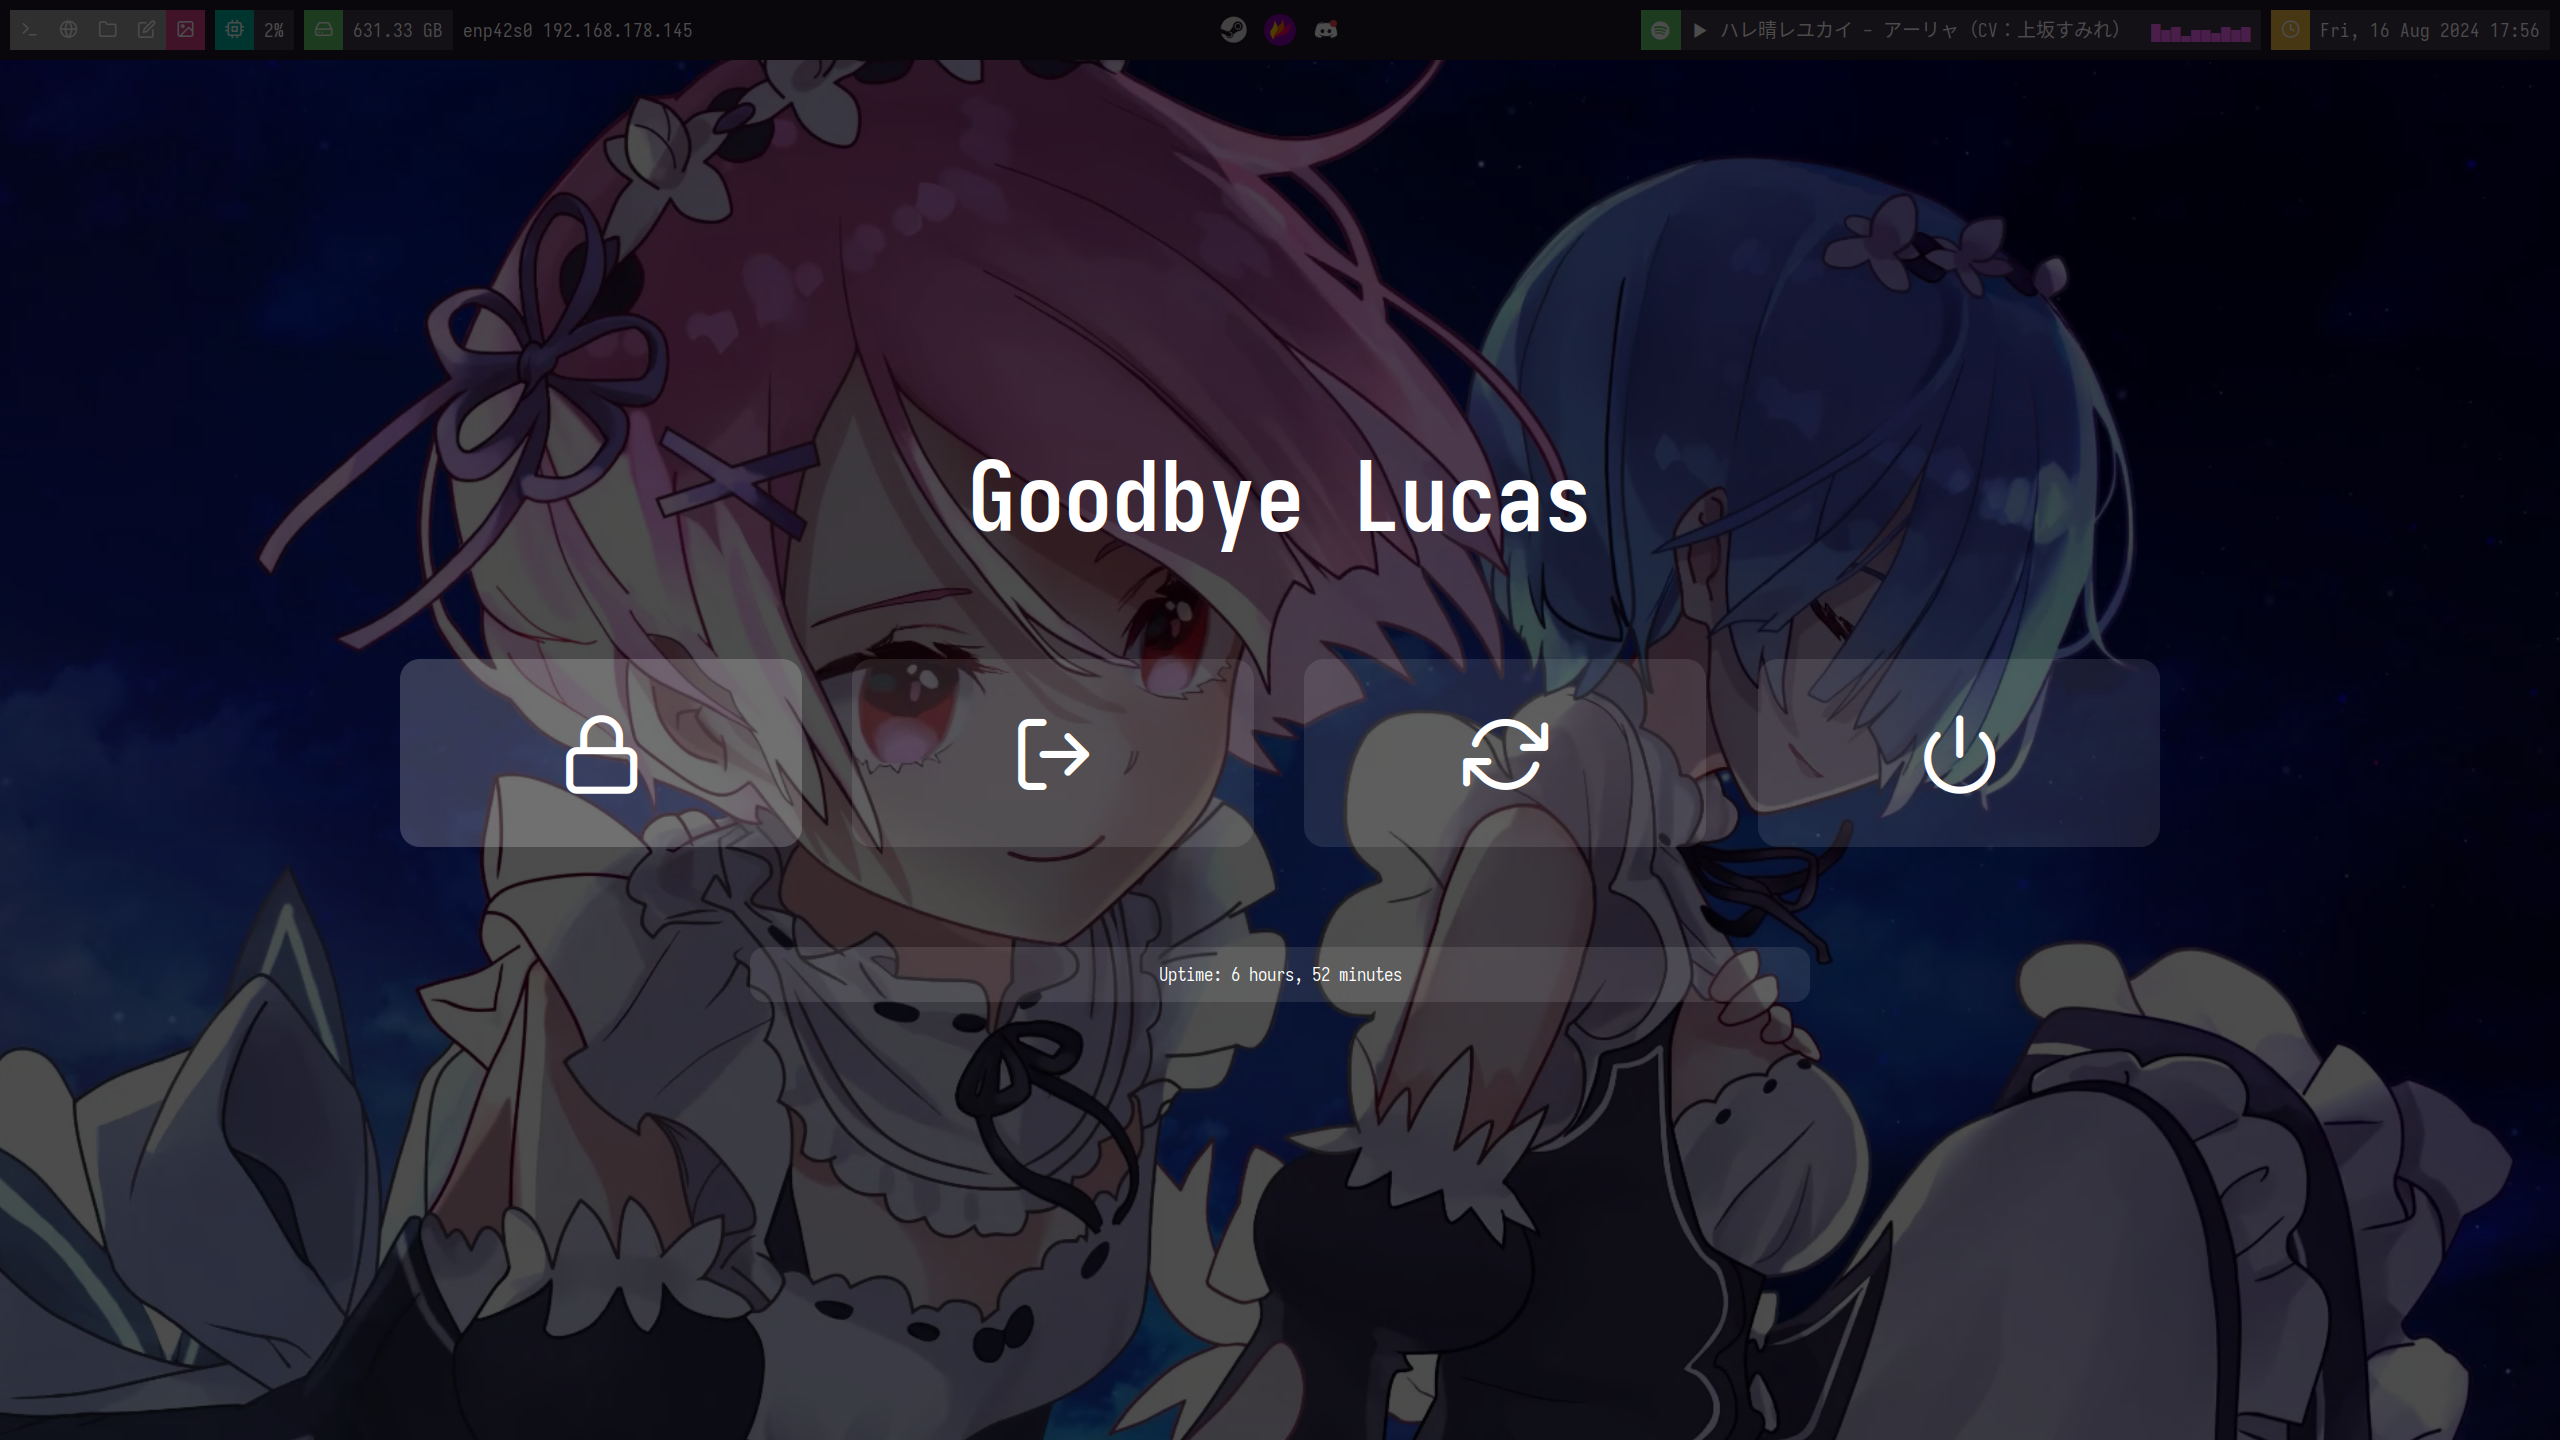 2%
631.33 GB
enp42s0 192.168.178.145
ハレ晴レユカイ - アーリャ（CV：上坂すみれ）
Fri, 16 Aug 2024 17:56
Goodbye Lucas
Uptime: 6 hours, 52 minutes